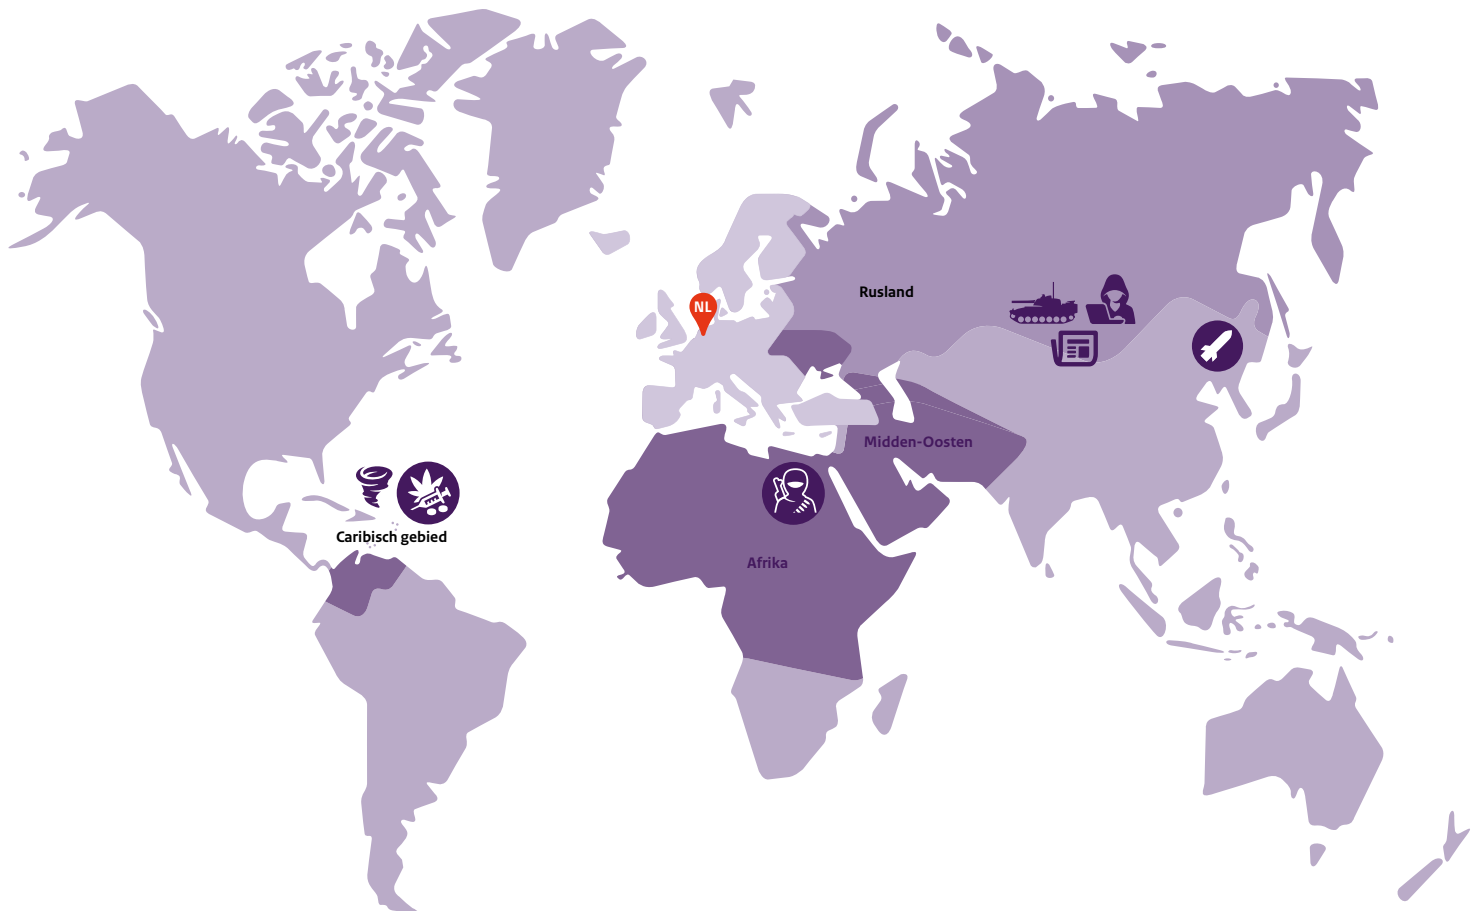 Rusland
NL
Midden-Oosten
Caribisch gebied
Afrika